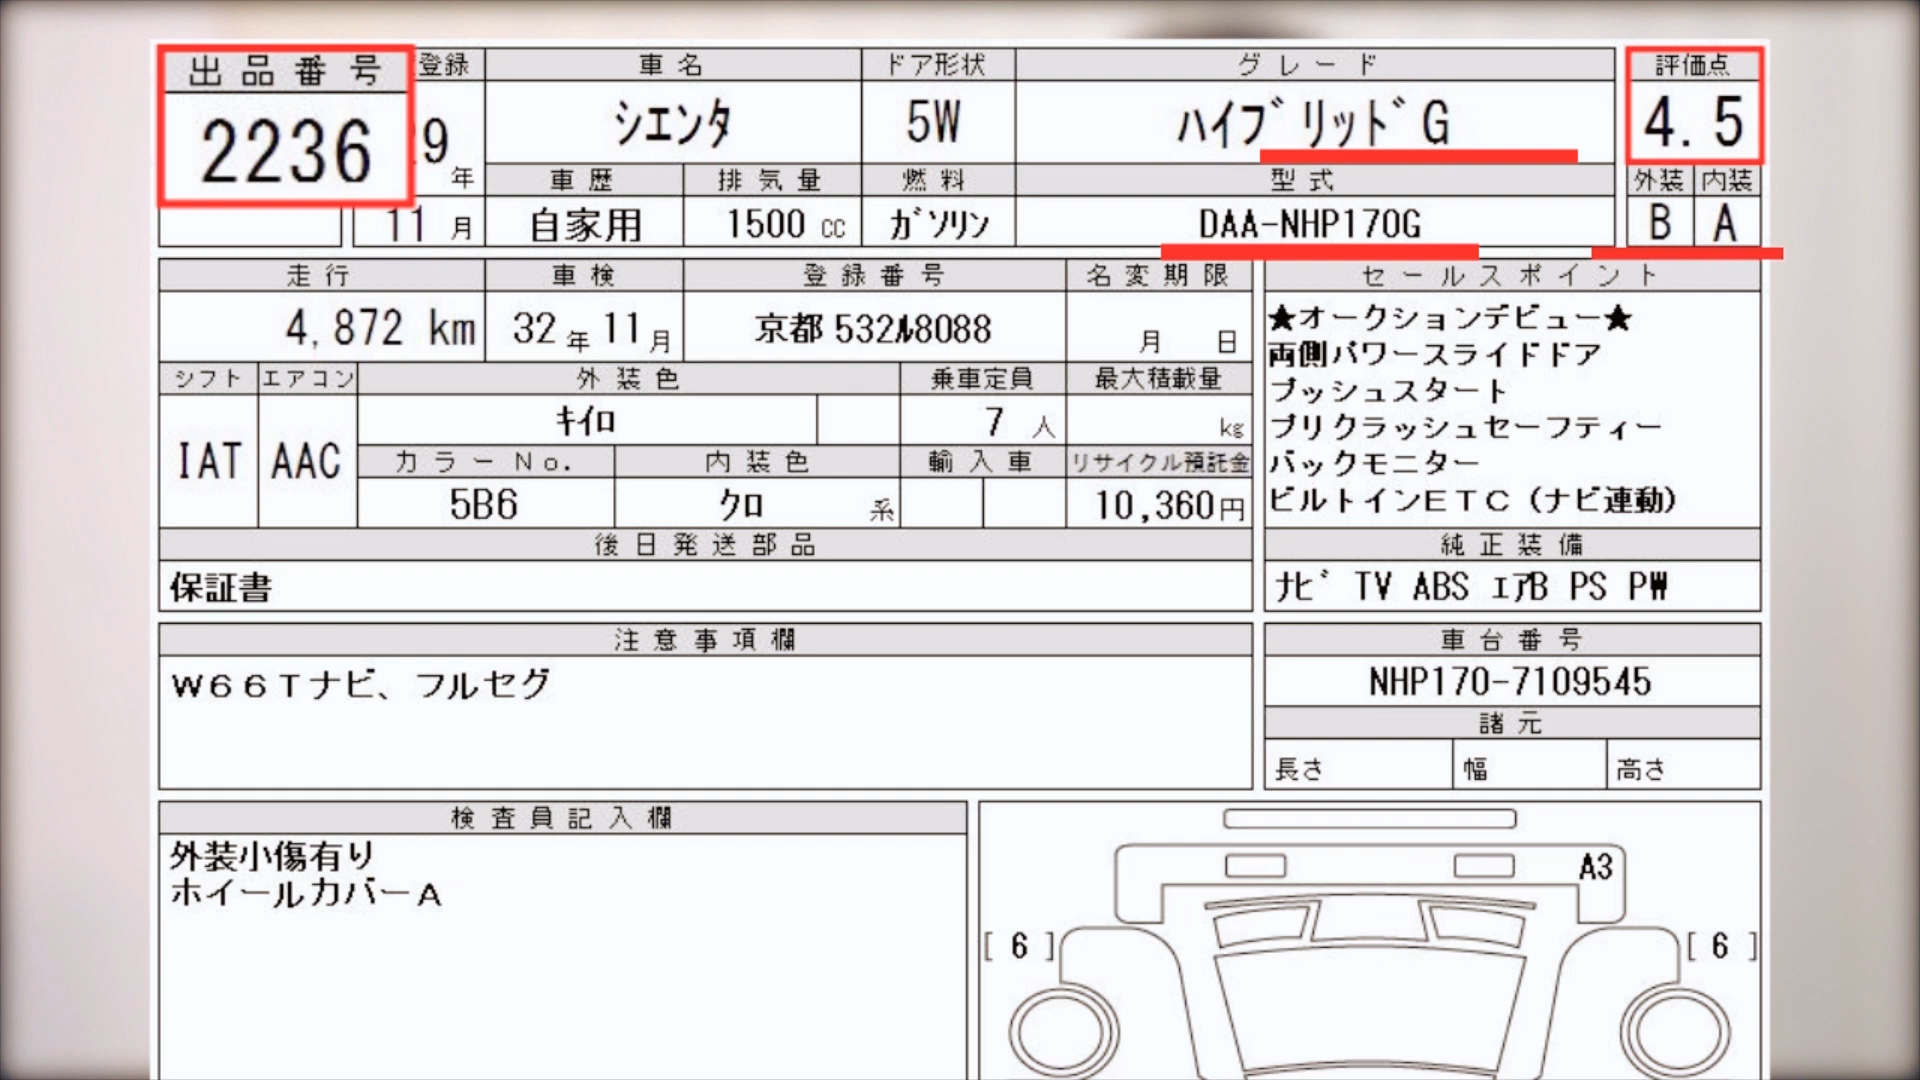 出品番号
2236
登録
29
年
11月
車名
シエンタ
ドア形状
5W
グレード
ハイブリッドG
評価点
4.5
車歴
自家用
排気量
1500 cc
燃料
ガソリン
型式
DAA-NHP170G
外装 内装
B A
走行
4,872 km
車検
32年11月
登録番号
京都 532ル8088
名変期限
月 日
セールスポイント
★オークションデビュー★
両側パワースライドドア
プッシュスタート
プリクラッシュセーフティー
バックモニター
ビルトインETC（ナビ連動）
シフト
IAT
エアコン
AAC
外装色
キイロ
乗車定員
7人
最大積載量
kg
カラーNo.
5B6
内装色
クロ 系
輸入車
リサイクル預託金
10,360円
後日発送部品
保証書
純正装備
ナビ TV ABS エアB PS PW
注意事項欄
W66Tナビ、フルセグ
車台番号
NHP170-7109545
諸元
長さ 幅 高さ
検査員記入欄
外装小傷有り
ホイールカバーA
A3
[ 6 ] [ 6 ]